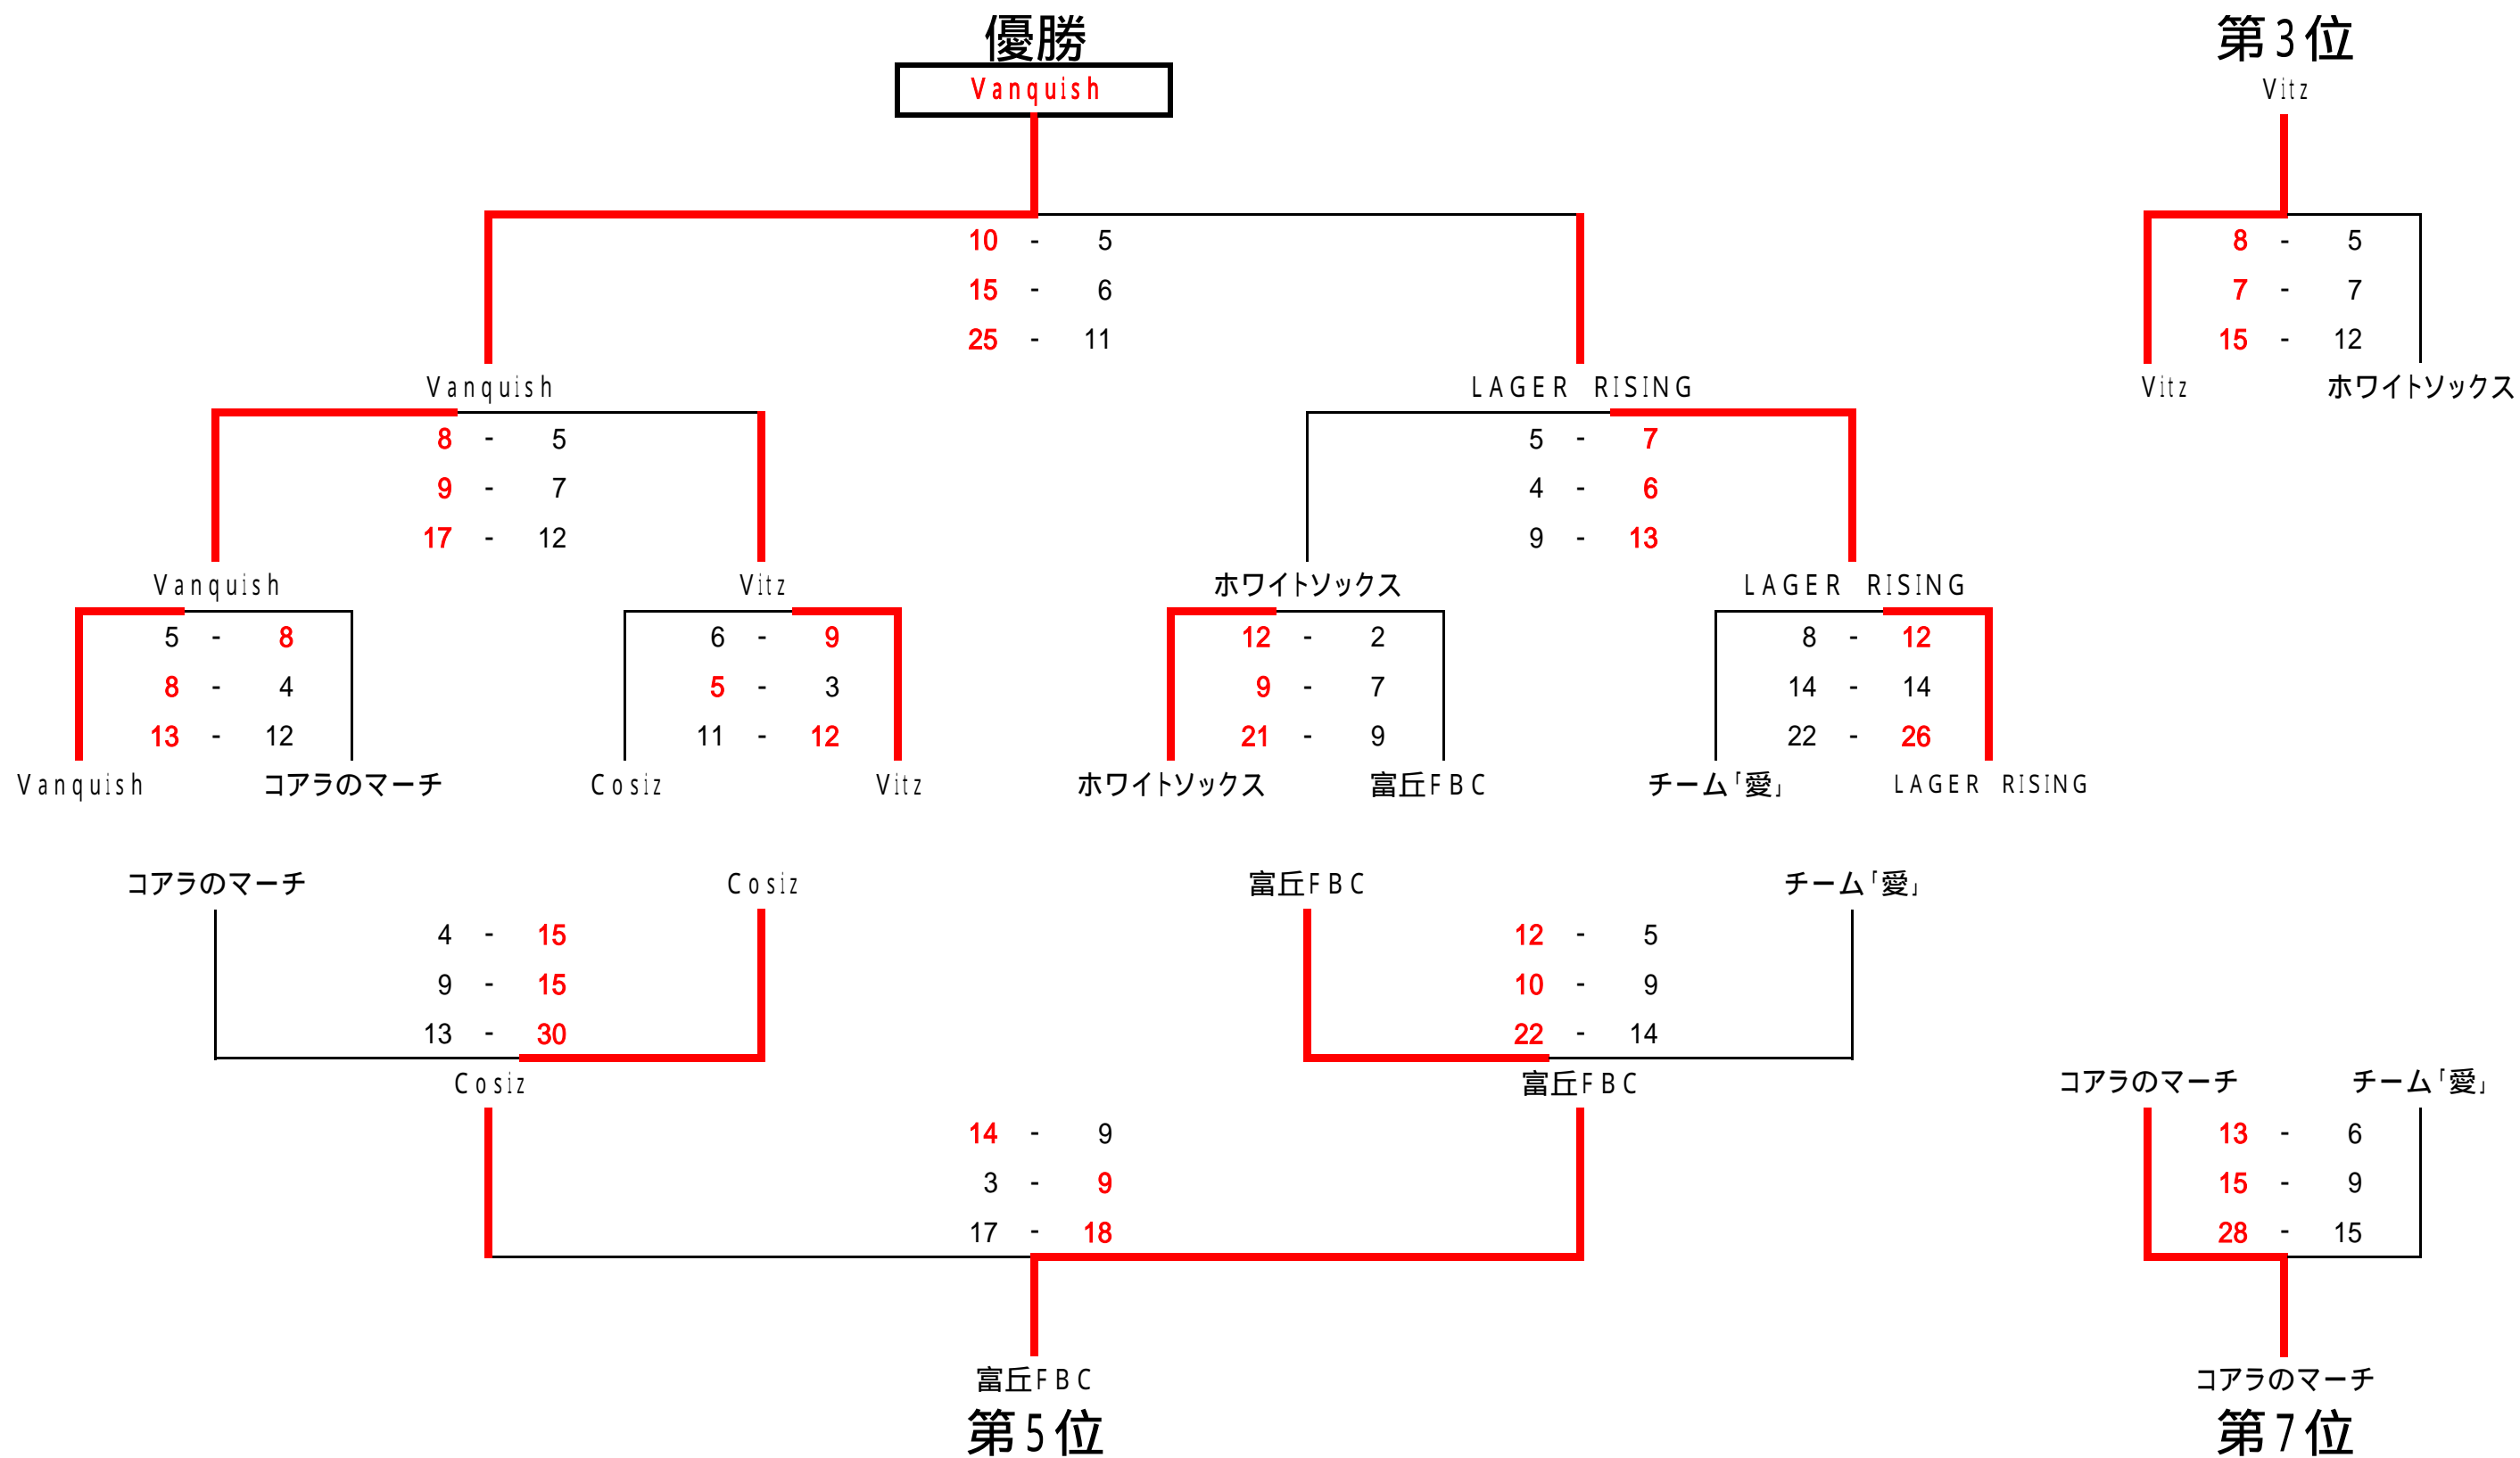 優勝 第3位
Vanquish Vitz
10 - 5 8 - 5
15 - 6 7 - 7
25 - 11 15 - 12
Vanquish LAGER RISING Vitz ホワイトソックス
8 - 5 5 - 7
9 - 7 4 - 6
17 - 12 9 - 13
Vanquish Vitz ホワイトソックス LAGER RISING
5 - 8 6 - 9 12 - 2 8 - 12
8 - 4 5 - 3 9 - 7 14 - 14
13 - 12 11 - 12 21 - 9 22 - 26
Vanquish コアラのマーチ Cosiz Vitz ホワイトソックス 富丘FBC チーム「愛」 LAGER RISING
コアラのマーチ Cosiz 富丘FBC チーム「愛」
4 - 15 12 - 5
9 - 15 10 - 9
13 - 30 22 - 14
Cosiz 富丘FBC コアラのマーチ チーム「愛」
14 - 9 13 - 6
3 - 9 15 - 9
17 - 18 28 - 15
富丘FBC コアラのマーチ
第5位 第7位